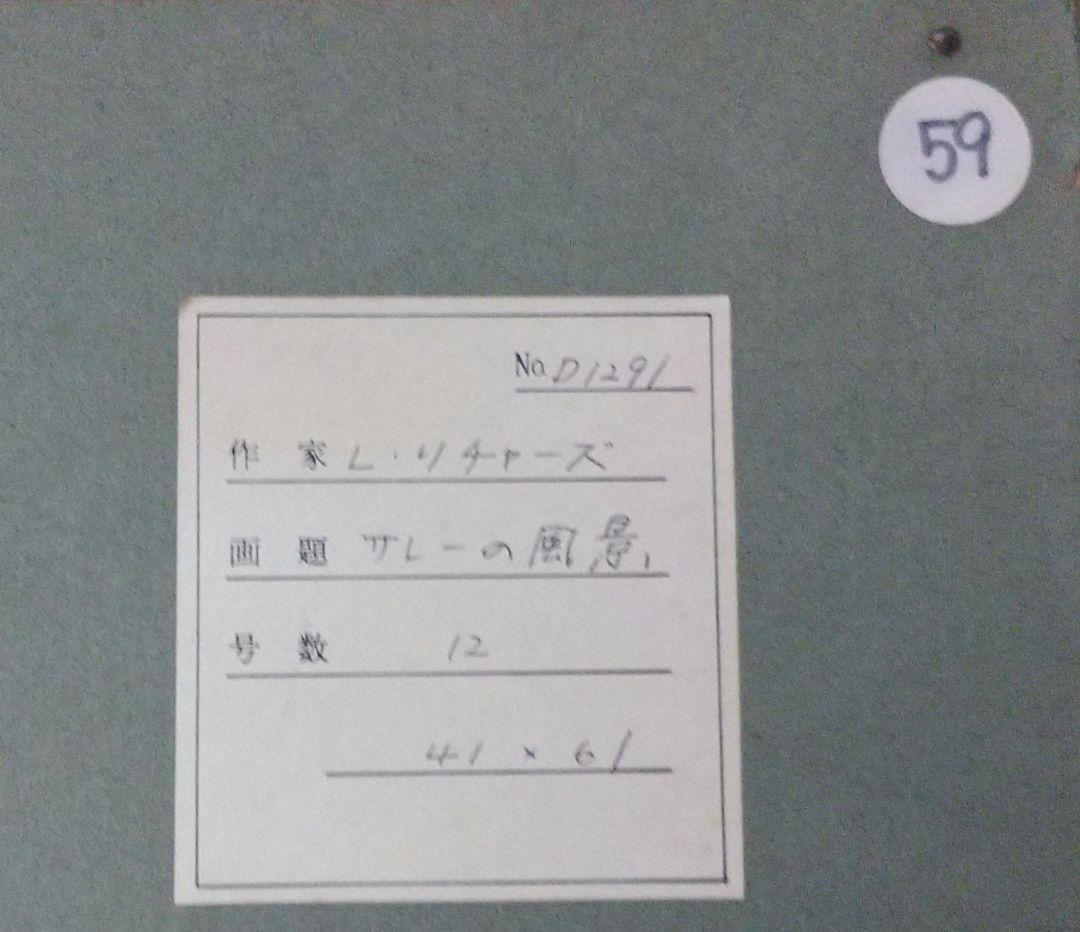 59
No. D1291
作家 L・リチャーズ
画題 サレーの風景,
号数 12
41 × 61